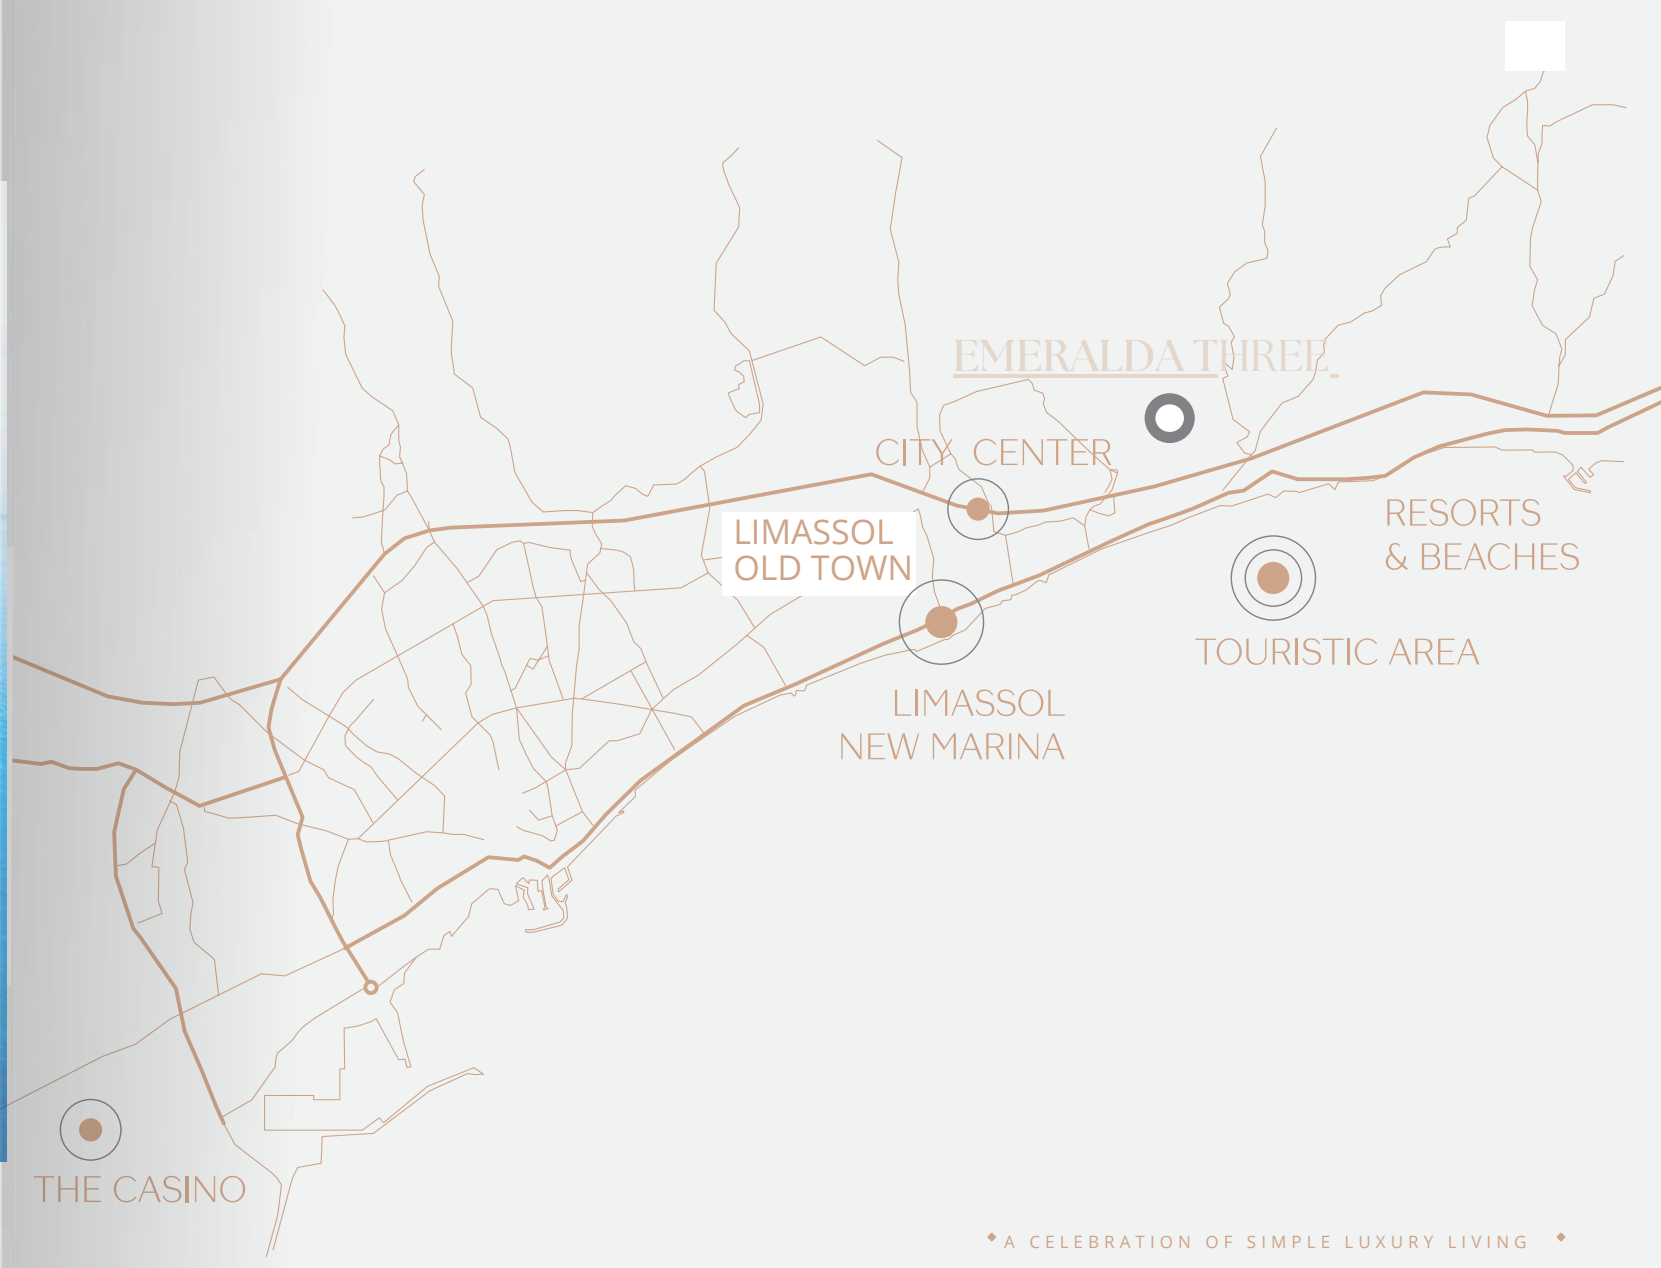 EMERALDA THREE
CITY CENTER
LIMASSOL
OLD TOWN
RESORTS
& BEACHES
TOURISTIC AREA
LIMASSOL
NEW MARINA
THE CASINO
A CELEBRATION OF SIMPLE LUXURY LIVING